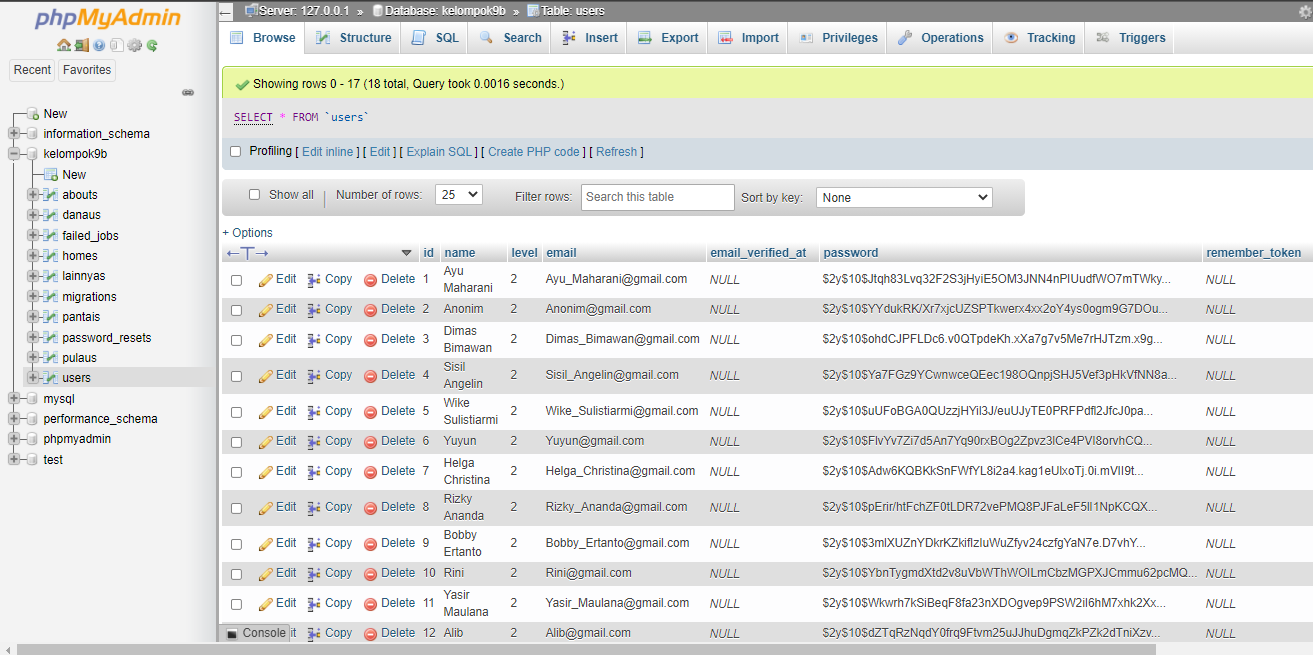 phpMyAdmin
Recent Favorites
New
information_schema
kelompok9b
New
abouts
danaus
failed_jobs
homes
lainnyas
migrations
pantais
password_resets
pulaus
users
mysql
performance_schema
phpmyadmin
test
← Server: 127.0.0.1 » Database: kelompok9b » Table: users
Browse Structure SQL Search Insert Export Import Privileges Operations Tracking Triggers
Showing rows 0 - 17 (18 total, Query took 0.0016 seconds.)
SELECT * FROM `users`
Profiling [ Edit inline ] [ Edit ] [ Explain SQL ] [ Create PHP code ] [ Refresh ]
Show all Number of rows: 25 Filter rows: Search this table Sort by key: None
+ Options
←T→ id name level email email_verified_at password remember_token
Edit Copy Delete 1 Ayu Maharani 2 Ayu_Maharani@gmail.com NULL NULL
Edit Copy Delete 2 Anonim 2 Anonim@gmail.com NULL NULL
Edit Copy Delete 3 Dimas Bimawan 2 Dimas_Bimawan@gmail.com NULL NULL
Edit Copy Delete 4 Sisil Angelin 2 Sisil_Angelin@gmail.com NULL NULL
Edit Copy Delete 5 Wike Sulistiarmi 2 Wike_Sulistiarmi@gmail.com NULL NULL
Edit Copy Delete 6 Yuyun 2 Yuyun@gmail.com NULL NULL
Edit Copy Delete 7 Helga Christina 2 Helga_Christina@gmail.com NULL NULL
Edit Copy Delete 8 Rizky Ananda 2 Rizky_Ananda@gmail.com NULL NULL
Edit Copy Delete 9 Bobby Ertanto 2 Bobby_Ertanto@gmail.com NULL NULL
Edit Copy Delete 10 Rini 2 Rini@gmail.com NULL NULL
Edit Copy Delete 11 Yasir Maulana 2 Yasir_Maulana@gmail.com NULL NULL
Console it Copy Delete 12 Alib 2 Alib@gmail.com NULL NULL